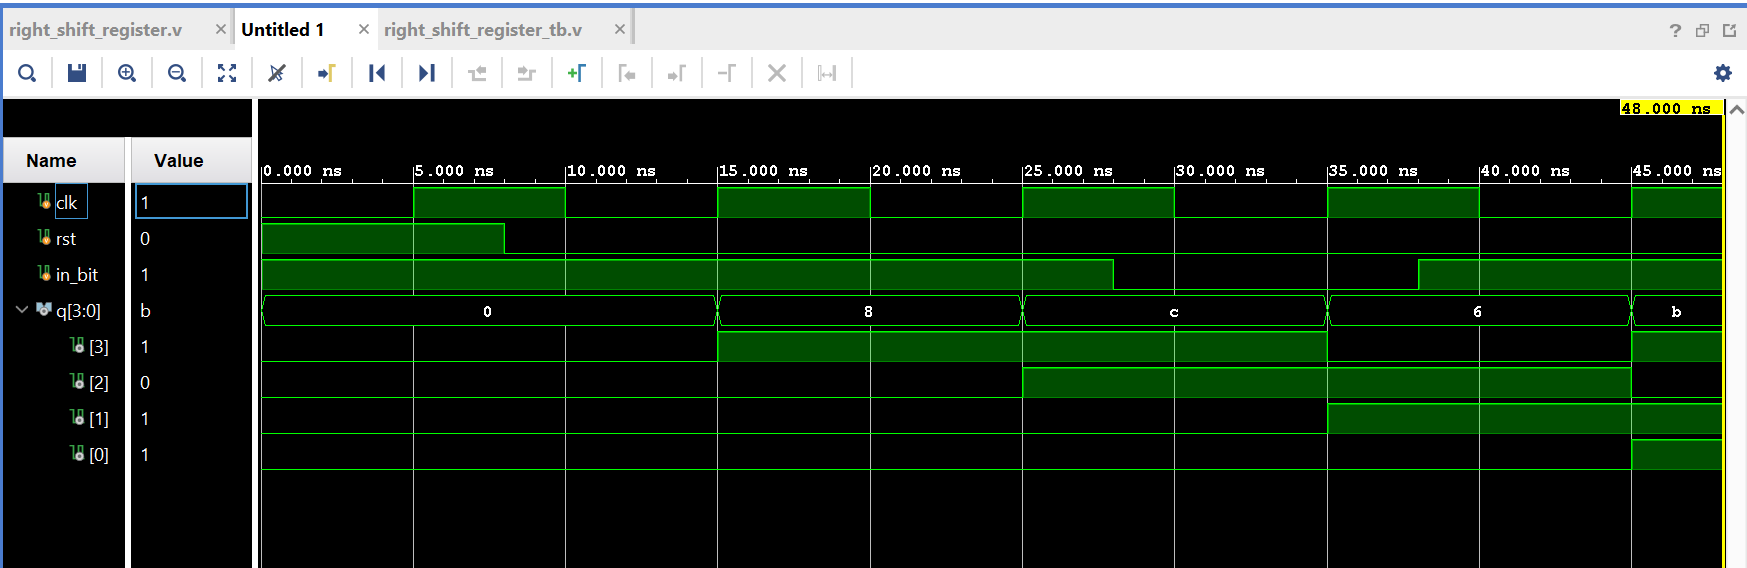 right_shift_register.v × Untitled 1 × right_shift_register_tb.v × ?
48.000 ns
Name Value
0.000 ns 5.000 ns 10.000 ns 15.000 ns 20.000 ns 25.000 ns 30.000 ns 35.000 ns 40.000 ns 45.000 ns
clk 1
rst 0
in_bit 1
q[3:0] b 0 8 c 6 b
[3] 1
[2] 0
[1] 1
[0] 1